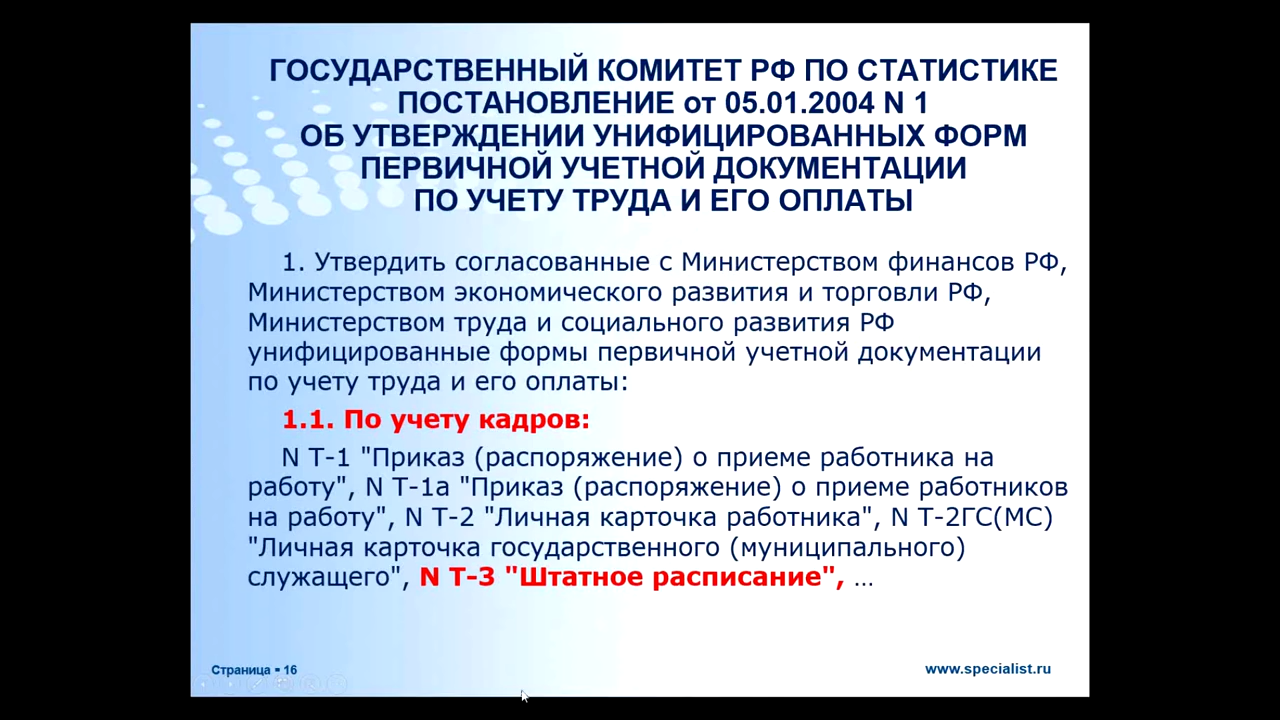 ГОСУДАРСТВЕННЫЙ КОМИТЕТ РФ ПО СТАТИСТИКЕ
ПОСТАНОВЛЕНИЕ от 05.01.2004 N 1
ОБ УТВЕРЖДЕНИИ УНИФИЦИРОВАННЫХ ФОРМ
ПЕРВИЧНОЙ УЧЕТНОЙ ДОКУМЕНТАЦИИ
ПО УЧЕТУ ТРУДА И ЕГО ОПЛАТЫ
1. Утвердить согласованные с Министерством финансов РФ,
Министерством экономического развития и торговли РФ,
Министерством труда и социального развития РФ
унифицированные формы первичной учетной документации
по учету труда и его оплаты:
1.1. По учету кадров:
N Т-1 "Приказ (распоряжение) о приеме работника на
работу", N Т-1а "Приказ (распоряжение) о приеме работников
на работу", N Т-2 "Личная карточка работника", N Т-2ГС(МС)
"Личная карточка государственного (муниципального)
служащего", N Т-3 "Штатное расписание", ...
Страница ▪ 16
www.specialist.ru